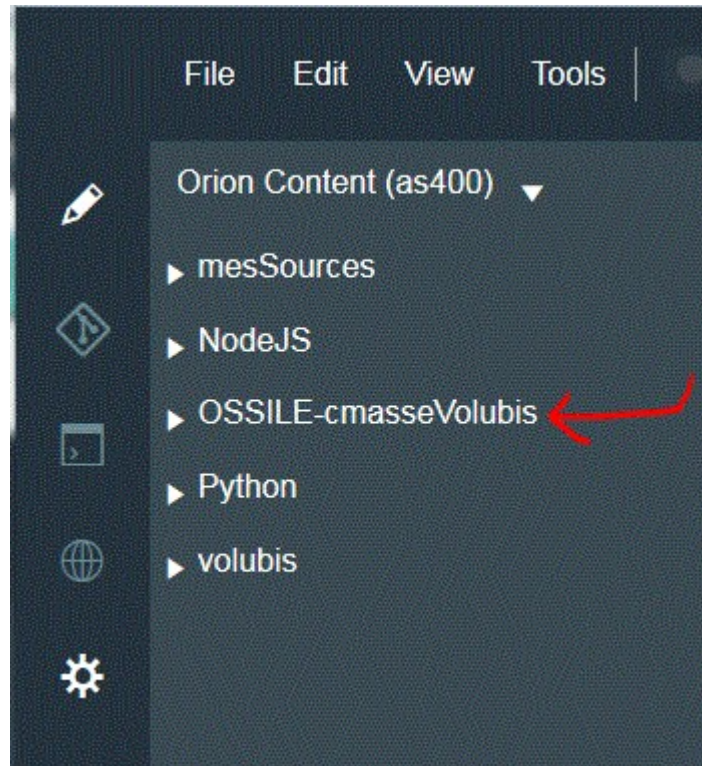 File Edit View Tools
Orion Content (as400)
mesSources
NodeJS
OSSILE-cmasseVolubis
Python
volubis